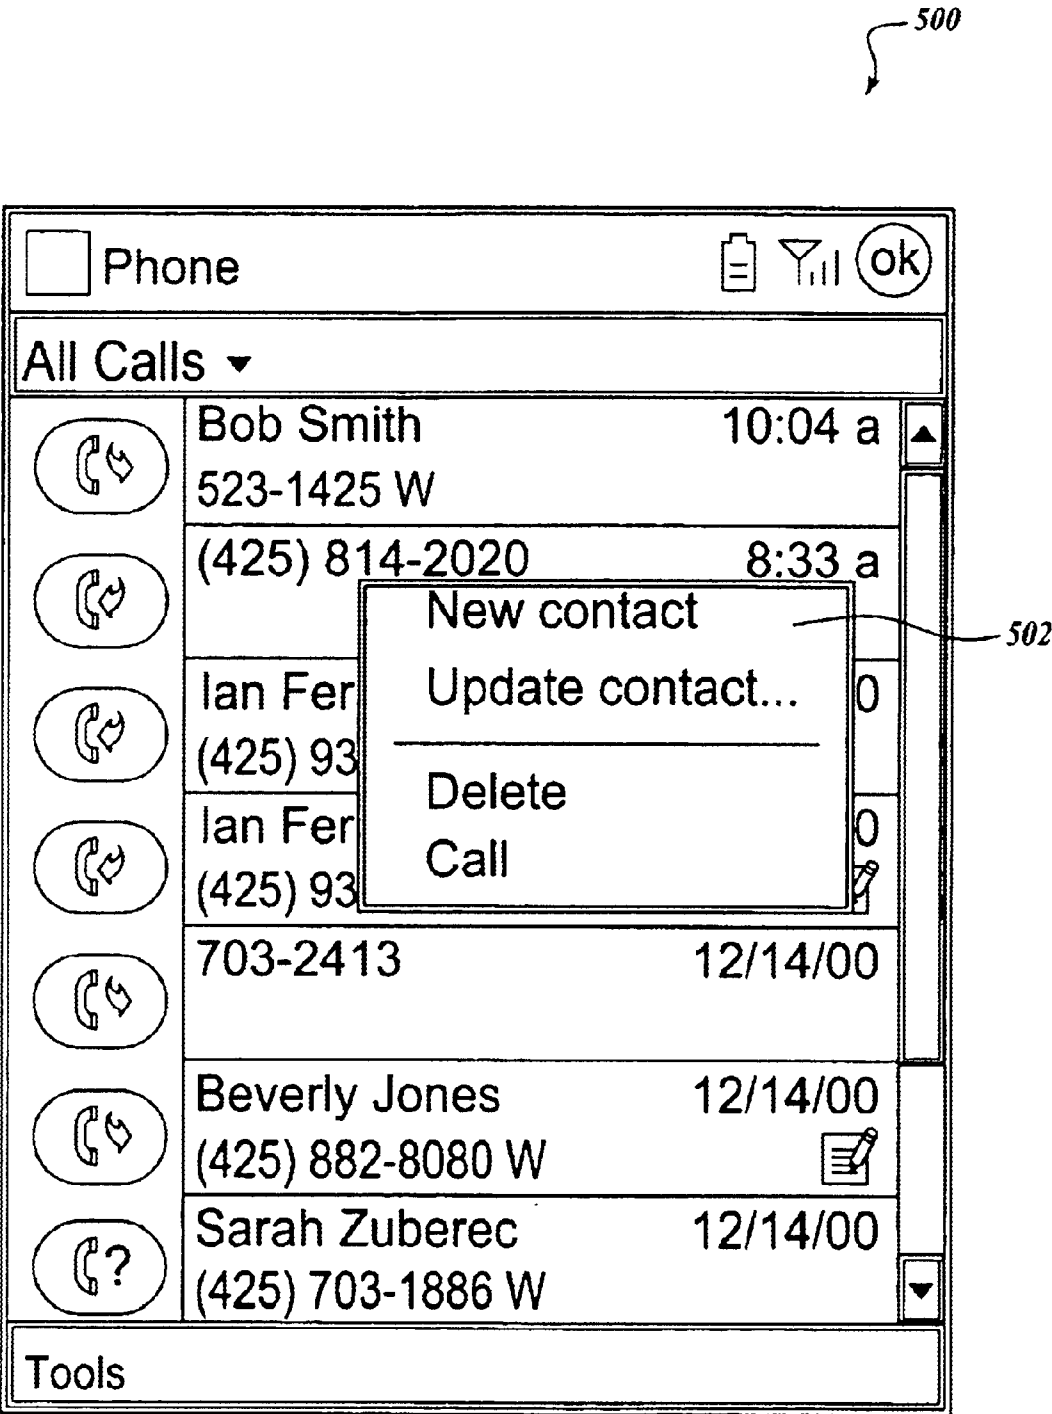 500
Phone ok
All Calls
Bob Smith 10:04 a
523-1425 W
(425) 814-2020 8:33 a
New contact
502
Update contact...
Ian Fer 0
(425) 93
Delete
Ian Fer 0
Call
(425) 93
703-2413 12/14/00
Beverly Jones 12/14/00
(425) 882-8080 W
?
Sarah Zuberec 12/14/00
(425) 703-1886 W
Tools